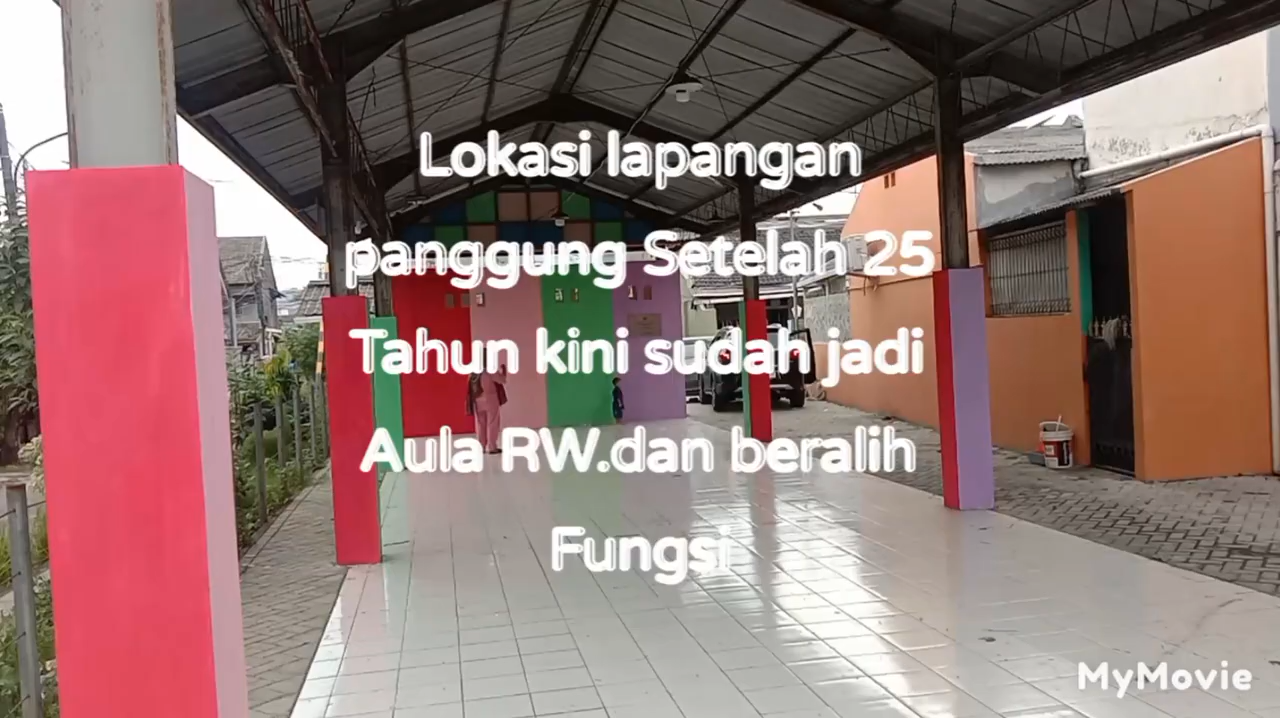 Lokasi lapangan
panggung Setelah 25
Tahun kini sudah jadi
Aula RW.dan beralih
Fungsi
MyMovie